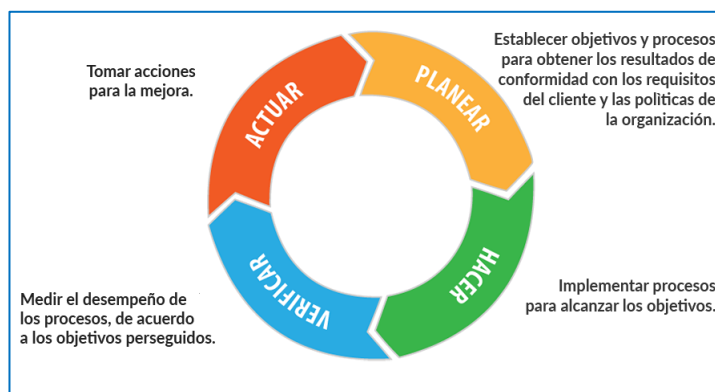 Establecer objetivos y procesos
para obtener los resultados de
conformidad con los requisitos
del cliente y las polìticas de
la organización.
PLANEAR
HACER
Implementar procesos
para alcanzar los objetivos.
VERIFICAR
Medir el desempeño de
los procesos, de acuerdo
a los objetivos perseguidos.
ACTUAR
Tomar acciones
para la mejora.